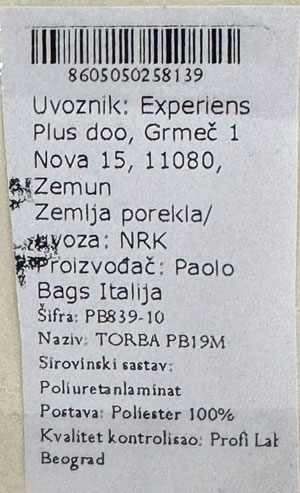 8605050258139
Uvoznik: Experiens
Plus doo, Grmeč 1
Nova 15, 11080,
Zemun
Zemlja porekla/
uvoza: NRK
Proizvođač: Paolo
Bags Italija
Šifra: PB839-10
Naziv: TORBA PB19M
Sirovinski sastav:
Poliuretanlaminat
Postava: Poliester 100%
Kvalitet kontrolisao: Profi Lab
Beograd